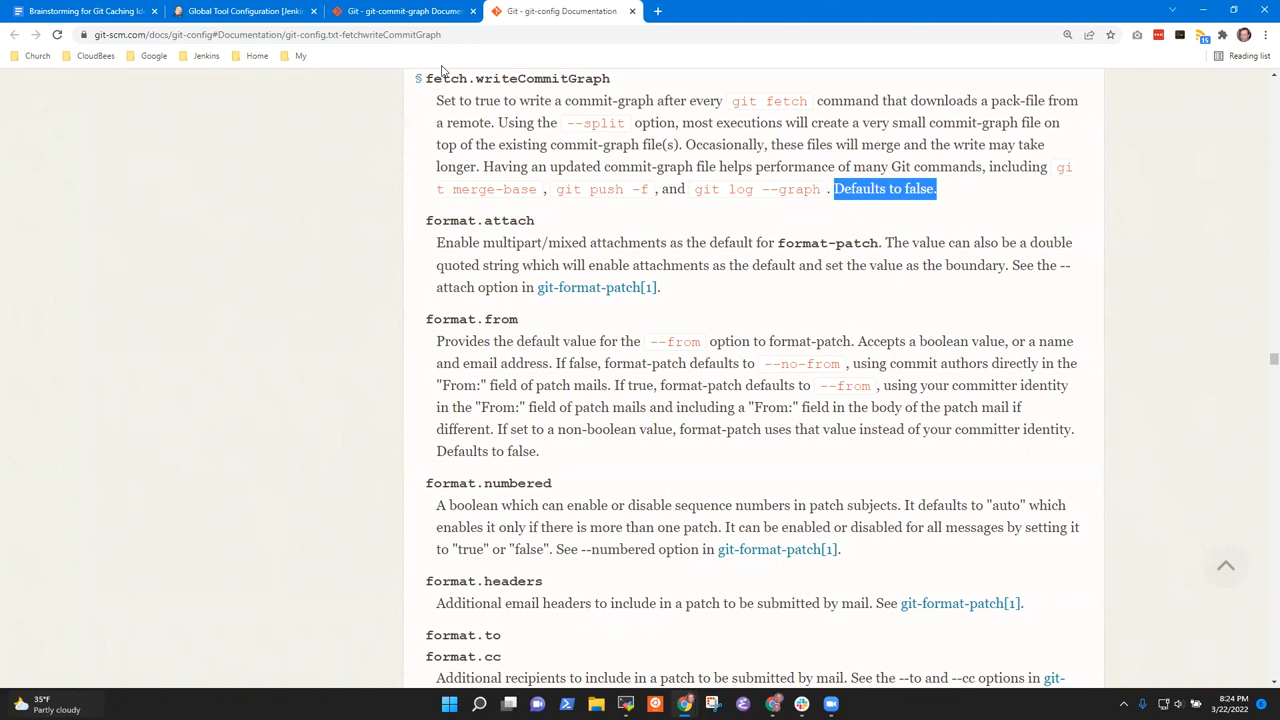 Brainstorming for Git Caching Ide
Global Tool Configuration [Jenkin
Git - git-commit-graph Documen
Git - git-config Documentation
git-scm.com/docs/git-config#Documentation/git-config.txt-fetchwriteCommitGraph
15
Church
CloudBees
Google
Jenkins
Home
My
Reading list
§ fetch.writeCommitGraph
Set to true to write a commit-graph after every git fetch command that downloads a pack-file from
a remote. Using the --split option, most executions will create a very small commit-graph file on
top of the existing commit-graph file(s). Occasionally, these files will merge and the write may take
longer. Having an updated commit-graph file helps performance of many Git commands, including gi
t merge-base , git push -f , and git log --graph . Defaults to false.
format.attach
Enable multipart/mixed attachments as the default for format-patch. The value can also be a double
quoted string which will enable attachments as the default and set the value as the boundary. See the --
attach option in git-format-patch[1].
format.from
Provides the default value for the --from option to format-patch. Accepts a boolean value, or a name
and email address. If false, format-patch defaults to --no-from , using commit authors directly in the
"From:" field of patch mails. If true, format-patch defaults to --from , using your committer identity
in the "From:" field of patch mails and including a "From:" field in the body of the patch mail if
different. If set to a non-boolean value, format-patch uses that value instead of your committer identity.
Defaults to false.
format.numbered
A boolean which can enable or disable sequence numbers in patch subjects. It defaults to "auto" which
enables it only if there is more than one patch. It can be enabled or disabled for all messages by setting it
to "true" or "false". See --numbered option in git-format-patch[1].
format.headers
Additional email headers to include in a patch to be submitted by mail. See git-format-patch[1].
format.to
format.cc
Additional recipients to include in a patch to be submitted by mail. See the --to and --cc options in git-
35°F
Partly cloudy
8:24 PM
3/22/2022